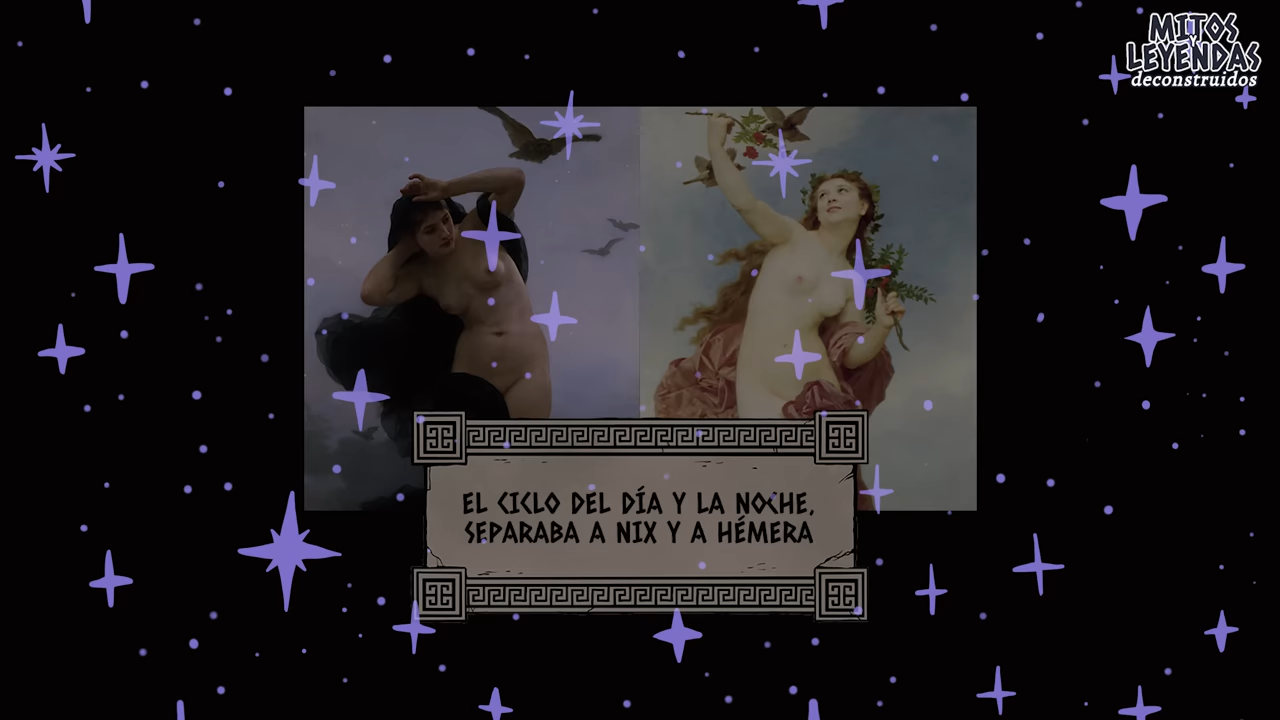 MITOS
Y
LEYENDAS
deconstruidos
EL CICLO DEL DÍA Y LA NOCHE,
SEPARABA A NIX Y A HÉMERA